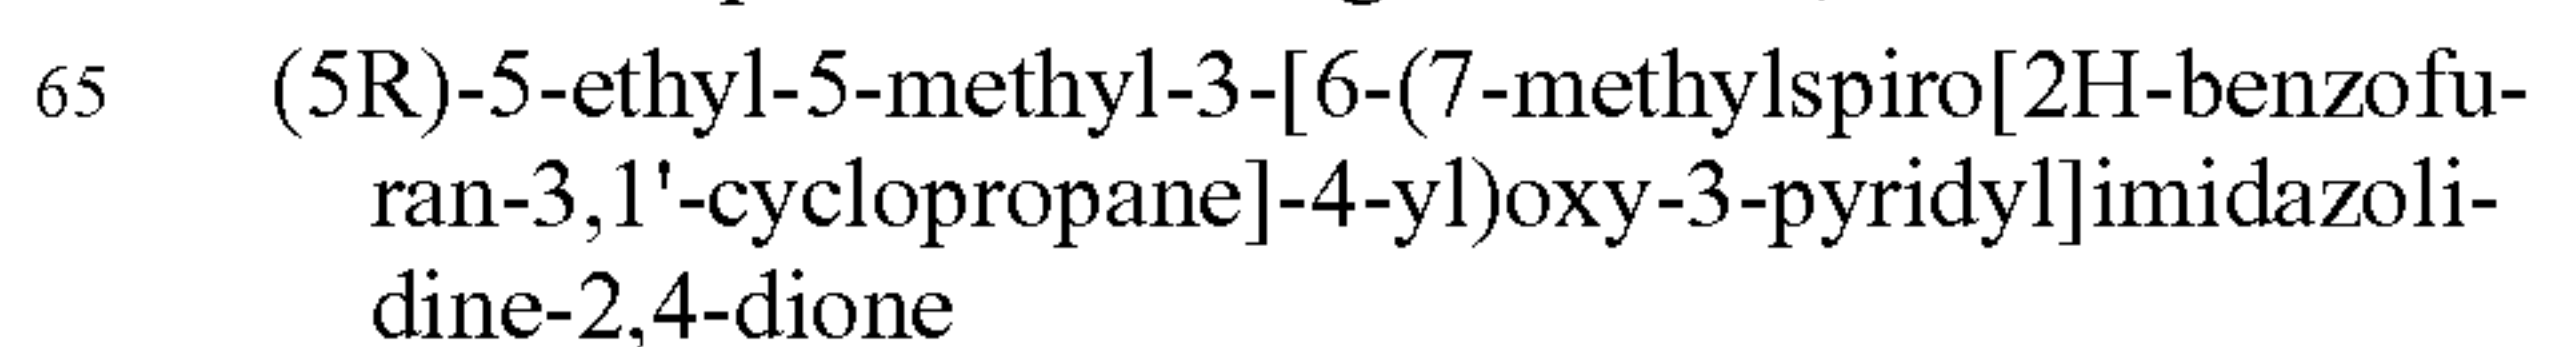 65 (5R)-5-ethyl-5-methyl-3-[6-(7-methylspiro[2H-benzofu-
ran-3,1'-cyclopropane]-4-yl)oxy-3-pyridyl]imidazoli-
dine-2,4-dione